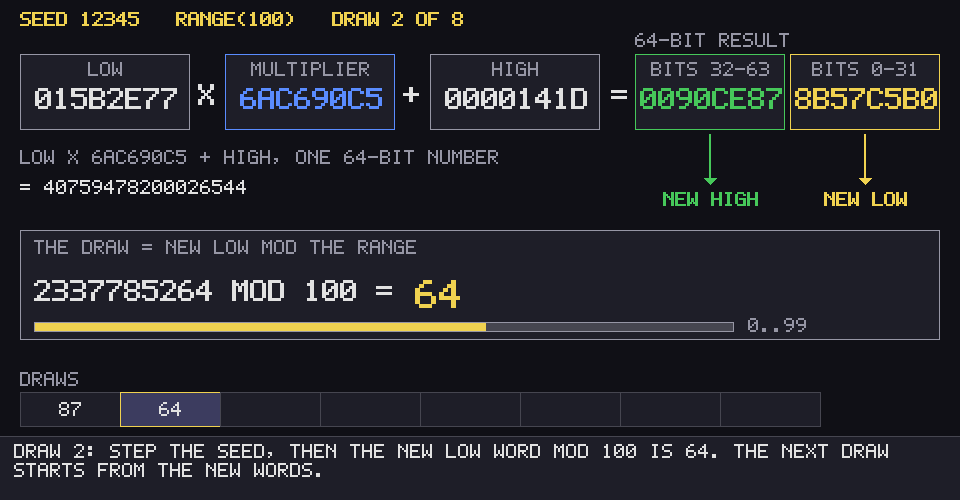 SEED 12345 RANGE(100) DRAW 2 OF 8
64-BIT RESULT
LOW MULTIPLIER HIGH BITS 32-63 BITS 0-31
015B2E77 X 6AC690C5 + 0000141D = 0090CE87 8B57C5B0
LOW X 6AC690C5 + HIGH, ONE 64-BIT NUMBER
= 40759478200026544
NEW HIGH NEW LOW
THE DRAW = NEW LOW MOD THE RANGE
2337785264 MOD 100 = 64
0..99
DRAWS
87 64
DRAW 2: STEP THE SEED, THEN THE NEW LOW WORD MOD 100 IS 64. THE NEXT DRAW
STARTS FROM THE NEW WORDS.